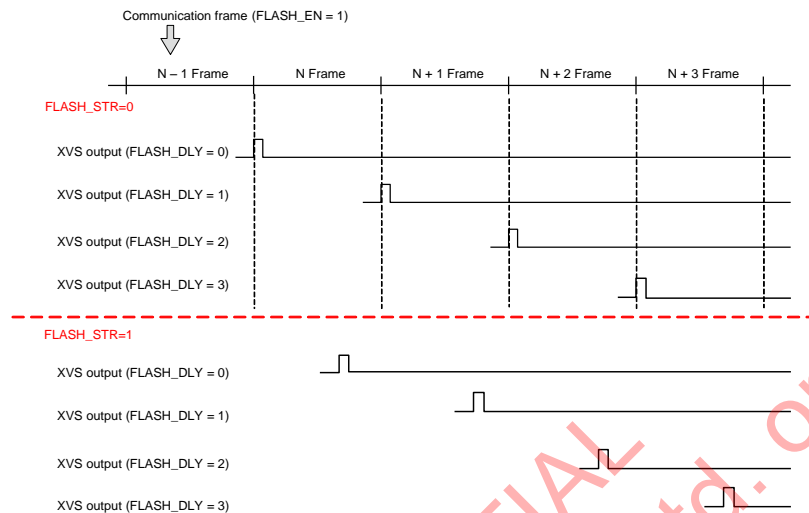 Communication frame (FLASH_EN = 1)
N – 1 Frame N Frame N + 1 Frame N + 2 Frame N + 3 Frame
FLASH_STR=0
XVS output (FLASH_DLY = 0)
XVS output (FLASH_DLY = 1)
XVS output (FLASH_DLY = 2)
XVS output (FLASH_DLY = 3)
FLASH_STR=1
XVS output (FLASH_DLY = 0)
XVS output (FLASH_DLY = 1)
XVS output (FLASH_DLY = 2)
XVS output (FLASH_DLY = 3)